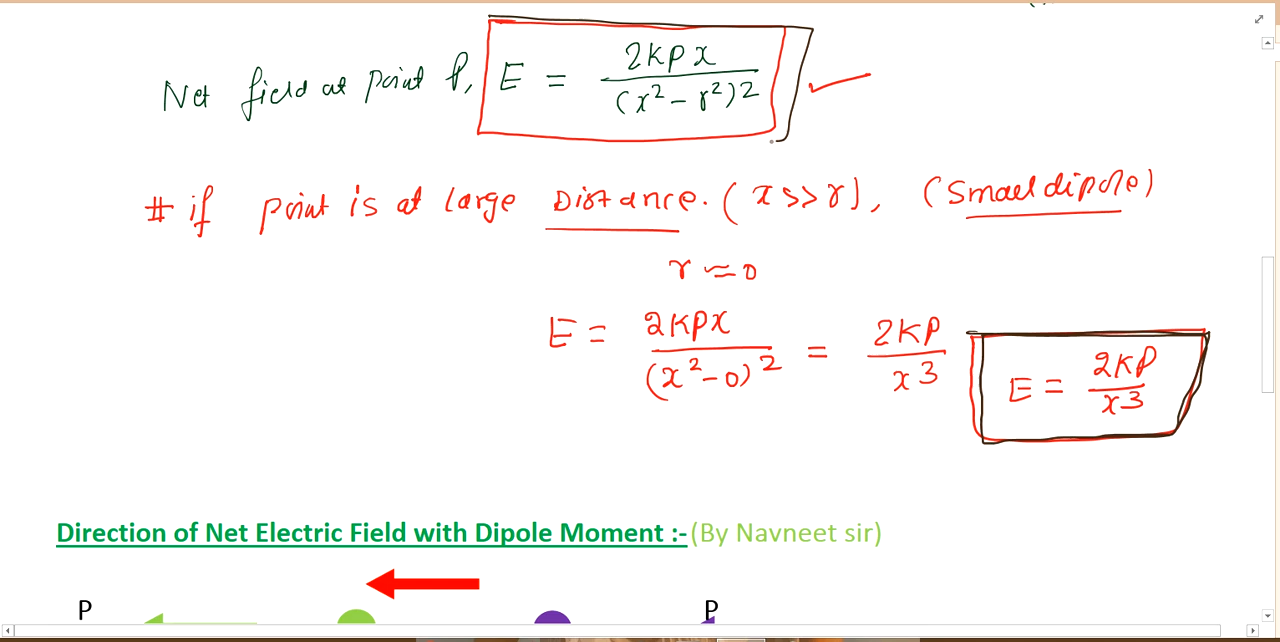 Net field at point P, E = 2KPx / (x² – r²)²
# if point is at large Distance. (x >> r), (Small dipole)
r ≈ 0
E = 2KPx / (x² – 0)² = 2KP / x³
E = 2KP / x³
Direction of Net Electric Field with Dipole Moment :- (By Navneet sir)
P P